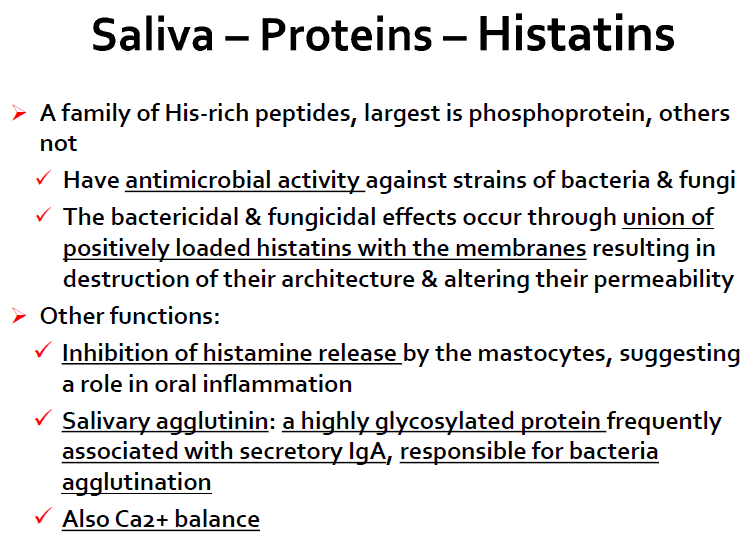 Saliva – Proteins – Histatins
A family of His-rich peptides, largest is phosphoprotein, others
not
Have antimicrobial activity against strains of bacteria & fungi
The bactericidal & fungicidal effects occur through union of
positively loaded histatins with the membranes resulting in
destruction of their architecture & altering their permeability
Other functions:
Inhibition of histamine release by the mastocytes, suggesting
a role in oral inflammation
Salivary agglutinin: a highly glycosylated protein frequently
associated with secretory IgA, responsible for bacteria
agglutination
Also Ca2+ balance